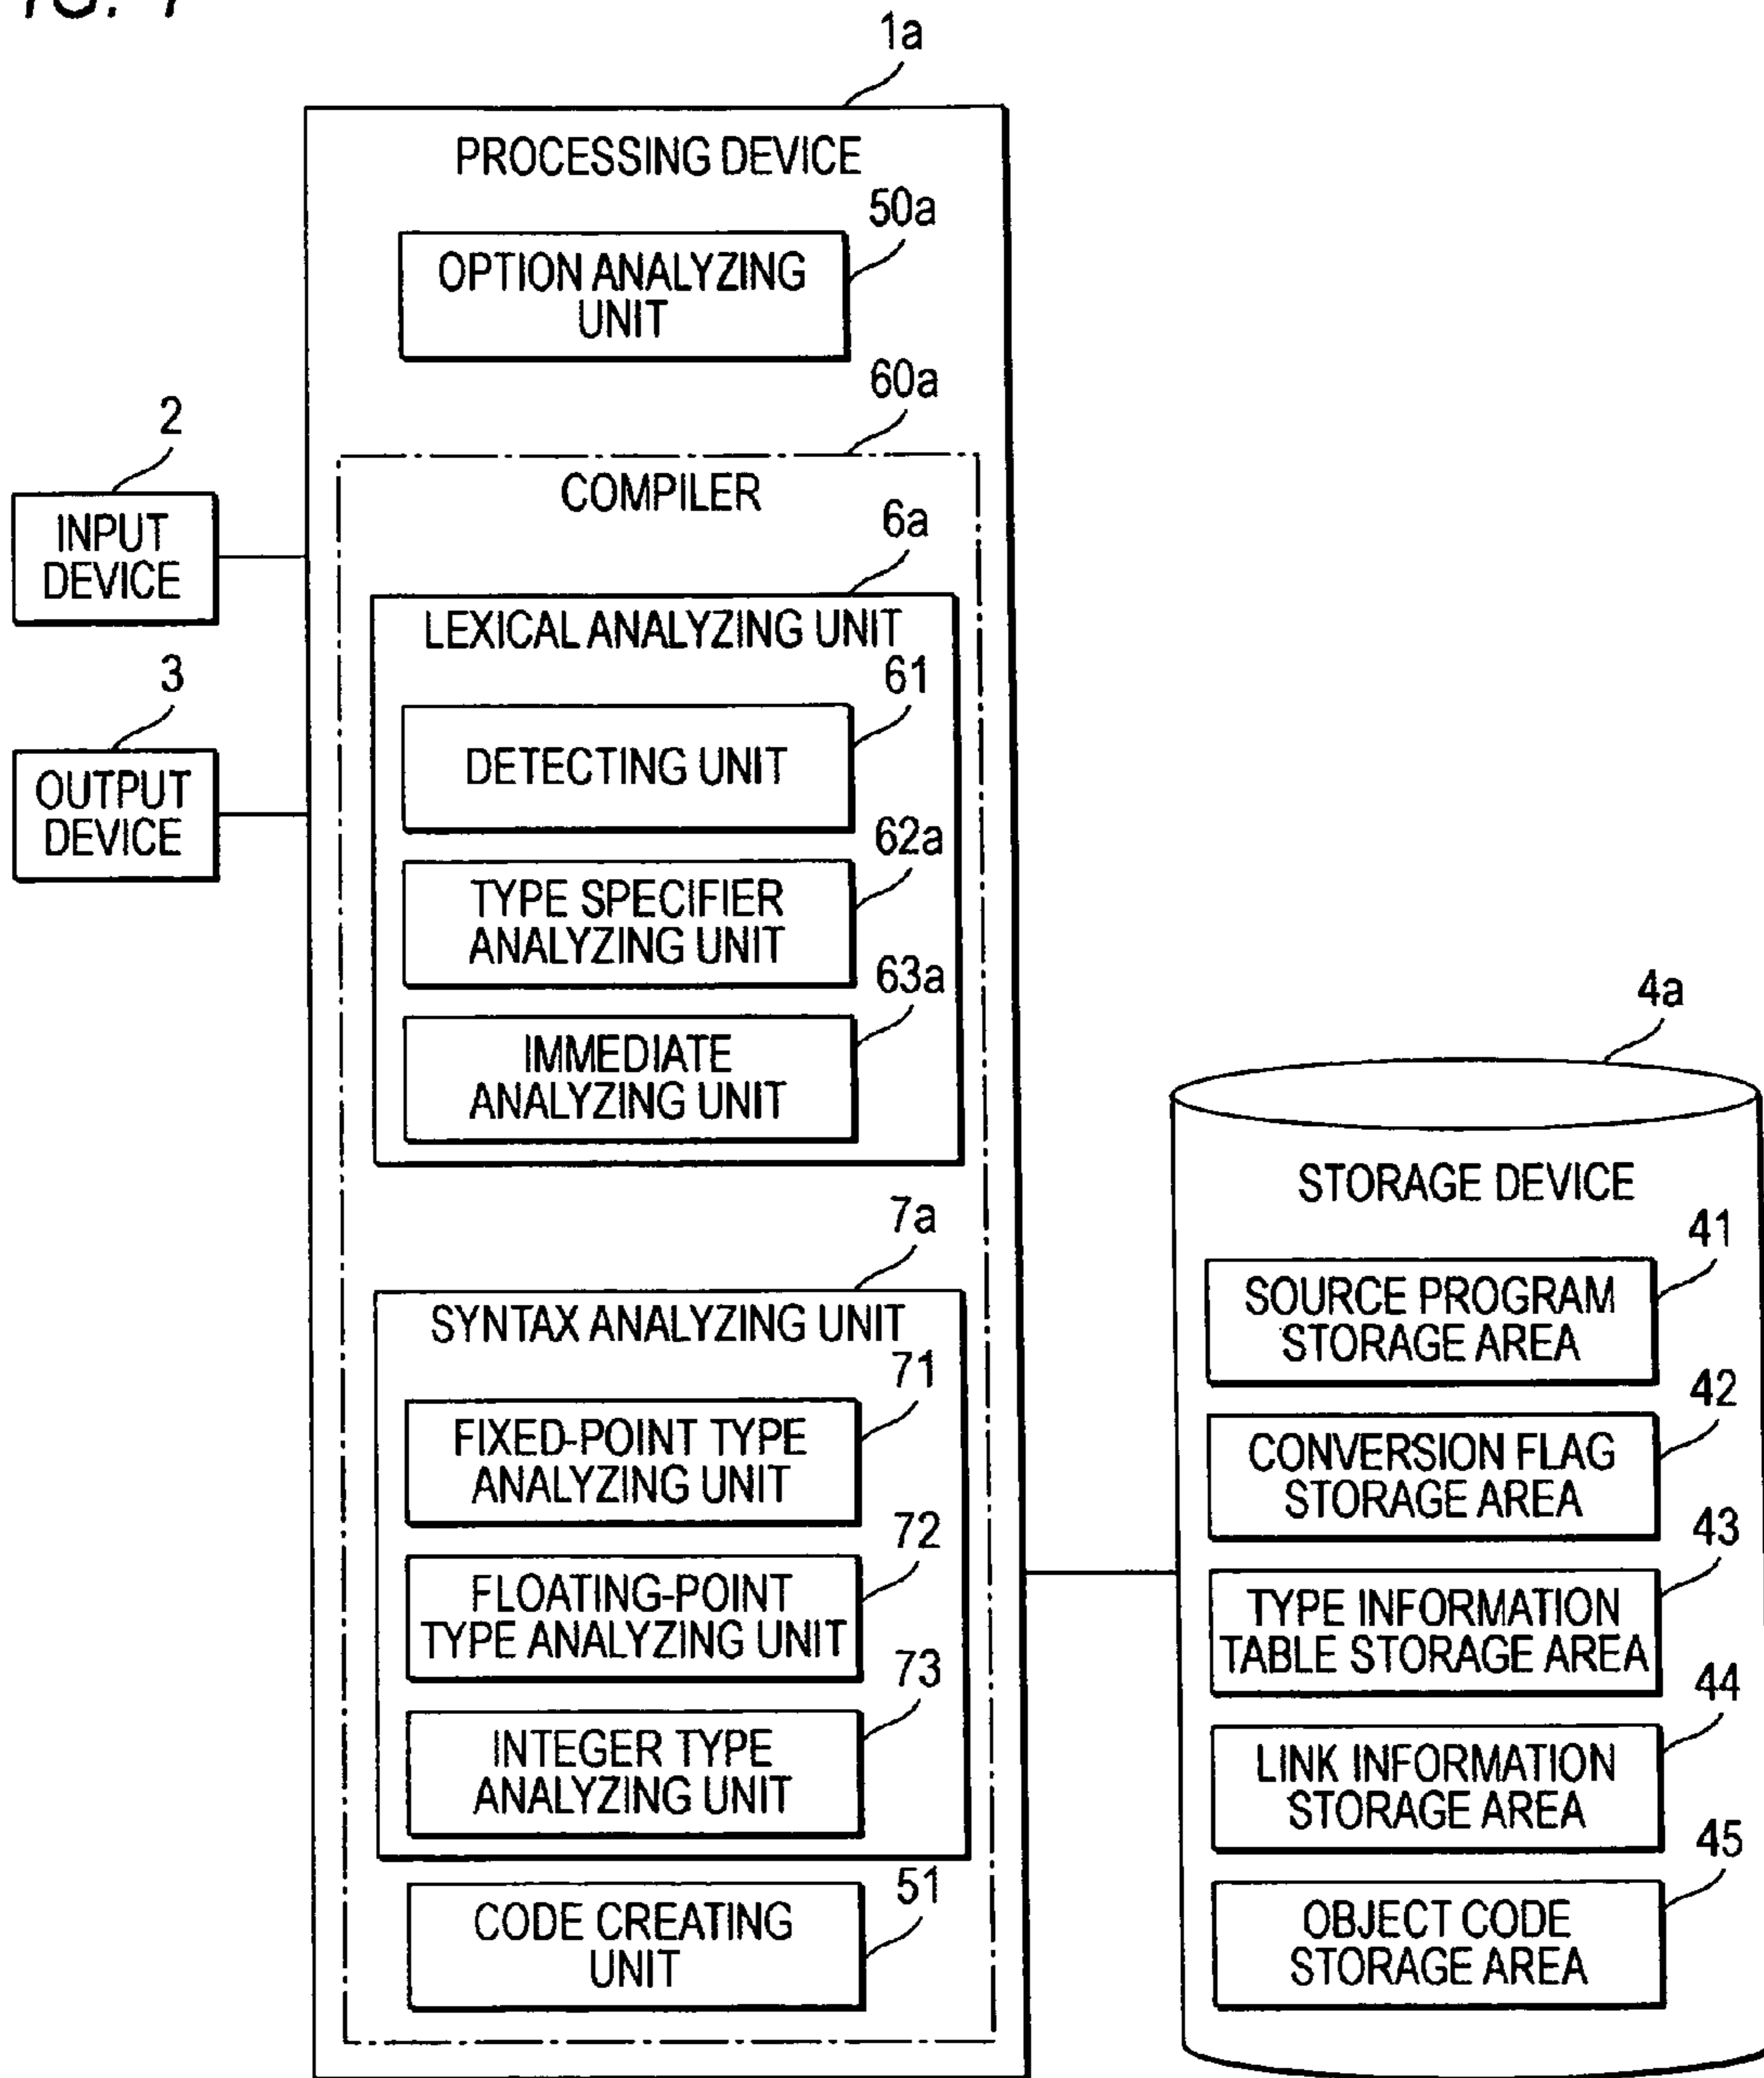 1a
PROCESSING DEVICE
50a
OPTION ANALYZING
UNIT
60a
COMPILER
2
INPUT
DEVICE
3
OUTPUT
DEVICE
6a
LEXICAL ANALYZING UNIT
61
DETECTING UNIT
62a
TYPE SPECIFIER
ANALYZING UNIT
63a
IMMEDIATE
ANALYZING UNIT
7a
SYNTAX ANALYZING UNIT
71
FIXED-POINT TYPE
ANALYZING UNIT
72
FLOATING-POINT
TYPE ANALYZING UNIT
73
INTEGER TYPE
ANALYZING UNIT
51
CODE CREATING
UNIT
4a
STORAGE DEVICE
41
SOURCE PROGRAM
STORAGE AREA
42
CONVERSION FLAG
STORAGE AREA
43
TYPE INFORMATION
TABLE STORAGE AREA
44
LINK INFORMATION
STORAGE AREA
45
OBJECT CODE
STORAGE AREA